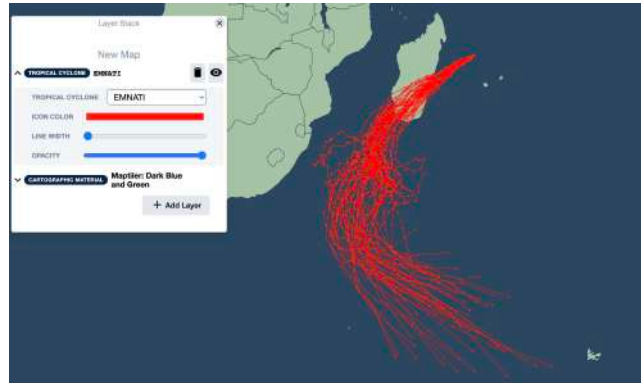 Layer Stack
New Map
TROPICAL CYCLONE EMNATI
TROPICAL CYCLONE EMNATI
ICON COLOR
LINE WIDTH
OPACITY
CARTOGRAPHIC MATERIAL Maptiler: Dark Blue
and Green
+ Add Layer